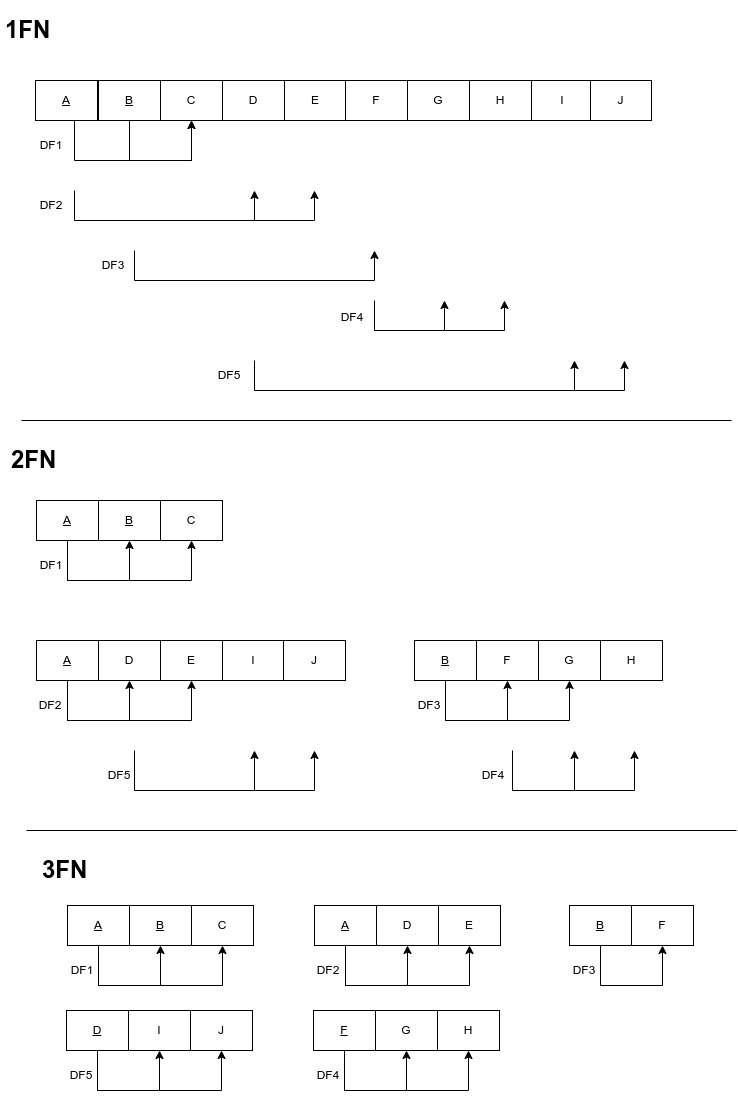 1FN
A B C D E F G H I J
DF1
DF2
DF3
DF4
DF5
2FN
A B C
DF1
A D E I J B F G H
DF2 DF3
DF5 DF4
3FN
A B C A D E B F
DF1 DF2 DF3
D I J F G H
DF5 DF4